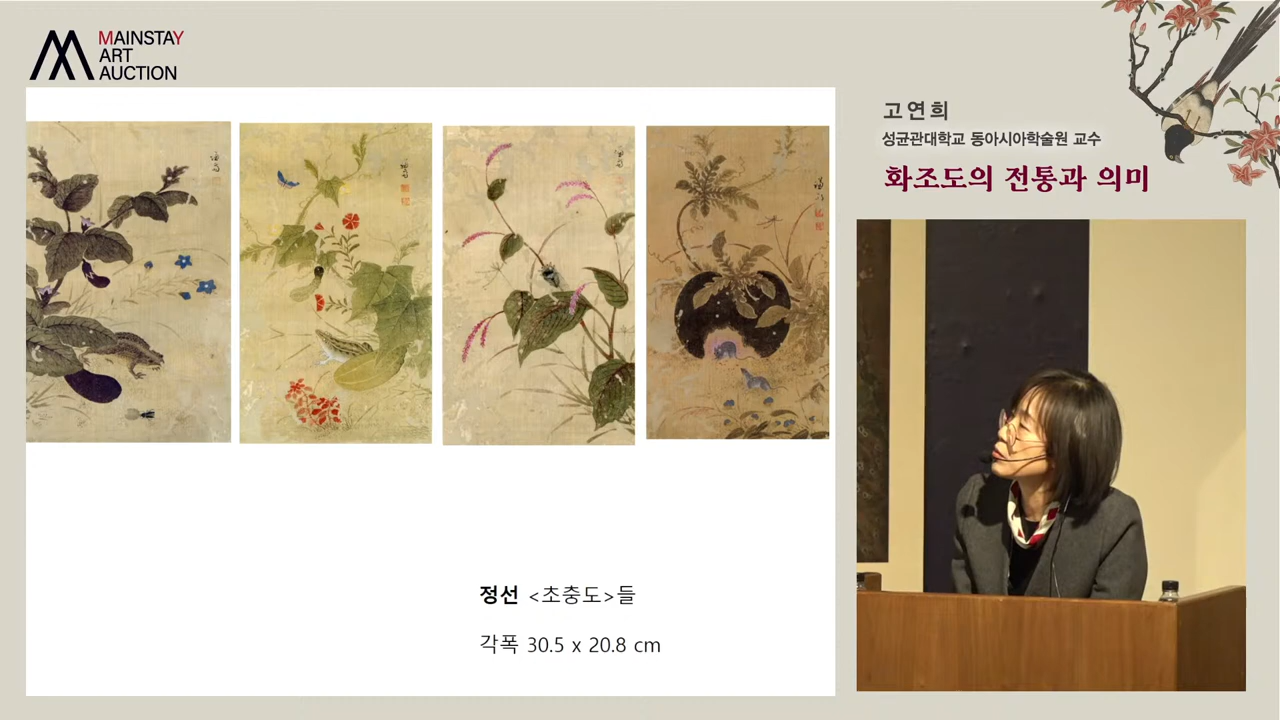 MAINSTAY
ART
AUCTION
고연희
성균관대학교 동아시아학술원 교수
화조도의 전통과 의미
정선 <초충도>들
각폭 30.5 x 20.8 cm